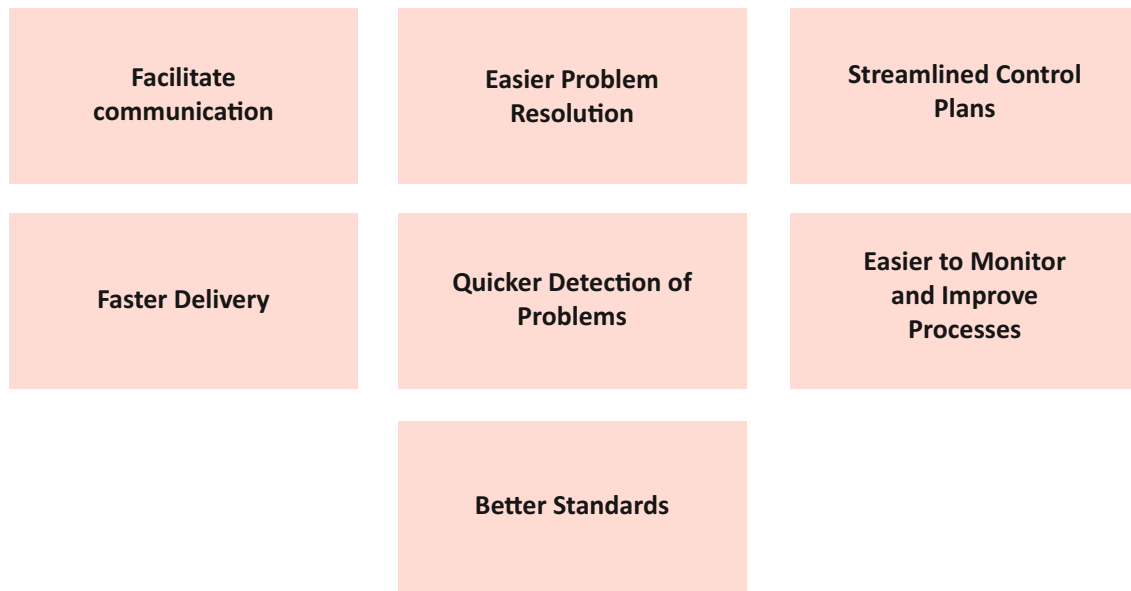 Facilitate
communication
Easier Problem
Resolution
Streamlined Control
Plans
Faster Delivery
Quicker Detection of
Problems
Easier to Monitor
and Improve
Processes
Better Standards